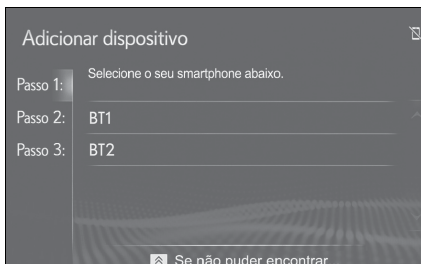 Adicionar dispositivo
Passo 1:
Selecione o seu smartphone abaixo.
Passo 2:
BT1
Passo 3:
BT2
Se não puder encontrar